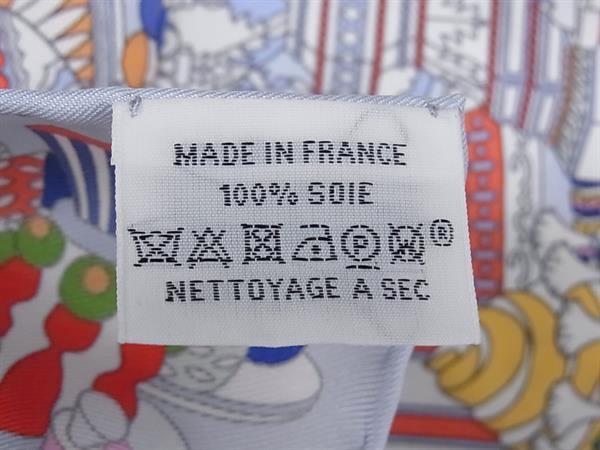 MADE IN FRANCE
100% SOIE
P W ®
NETTOYAGE A SEC